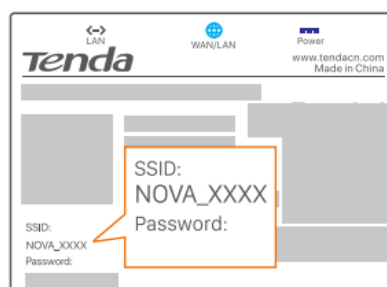 LAN
WAN/LAN
Power
Tenda
www.tendacn.com
Made in China
SSID:
NOVA_XXXX
Password:
SSID:
NOVA_XXXX
Password: